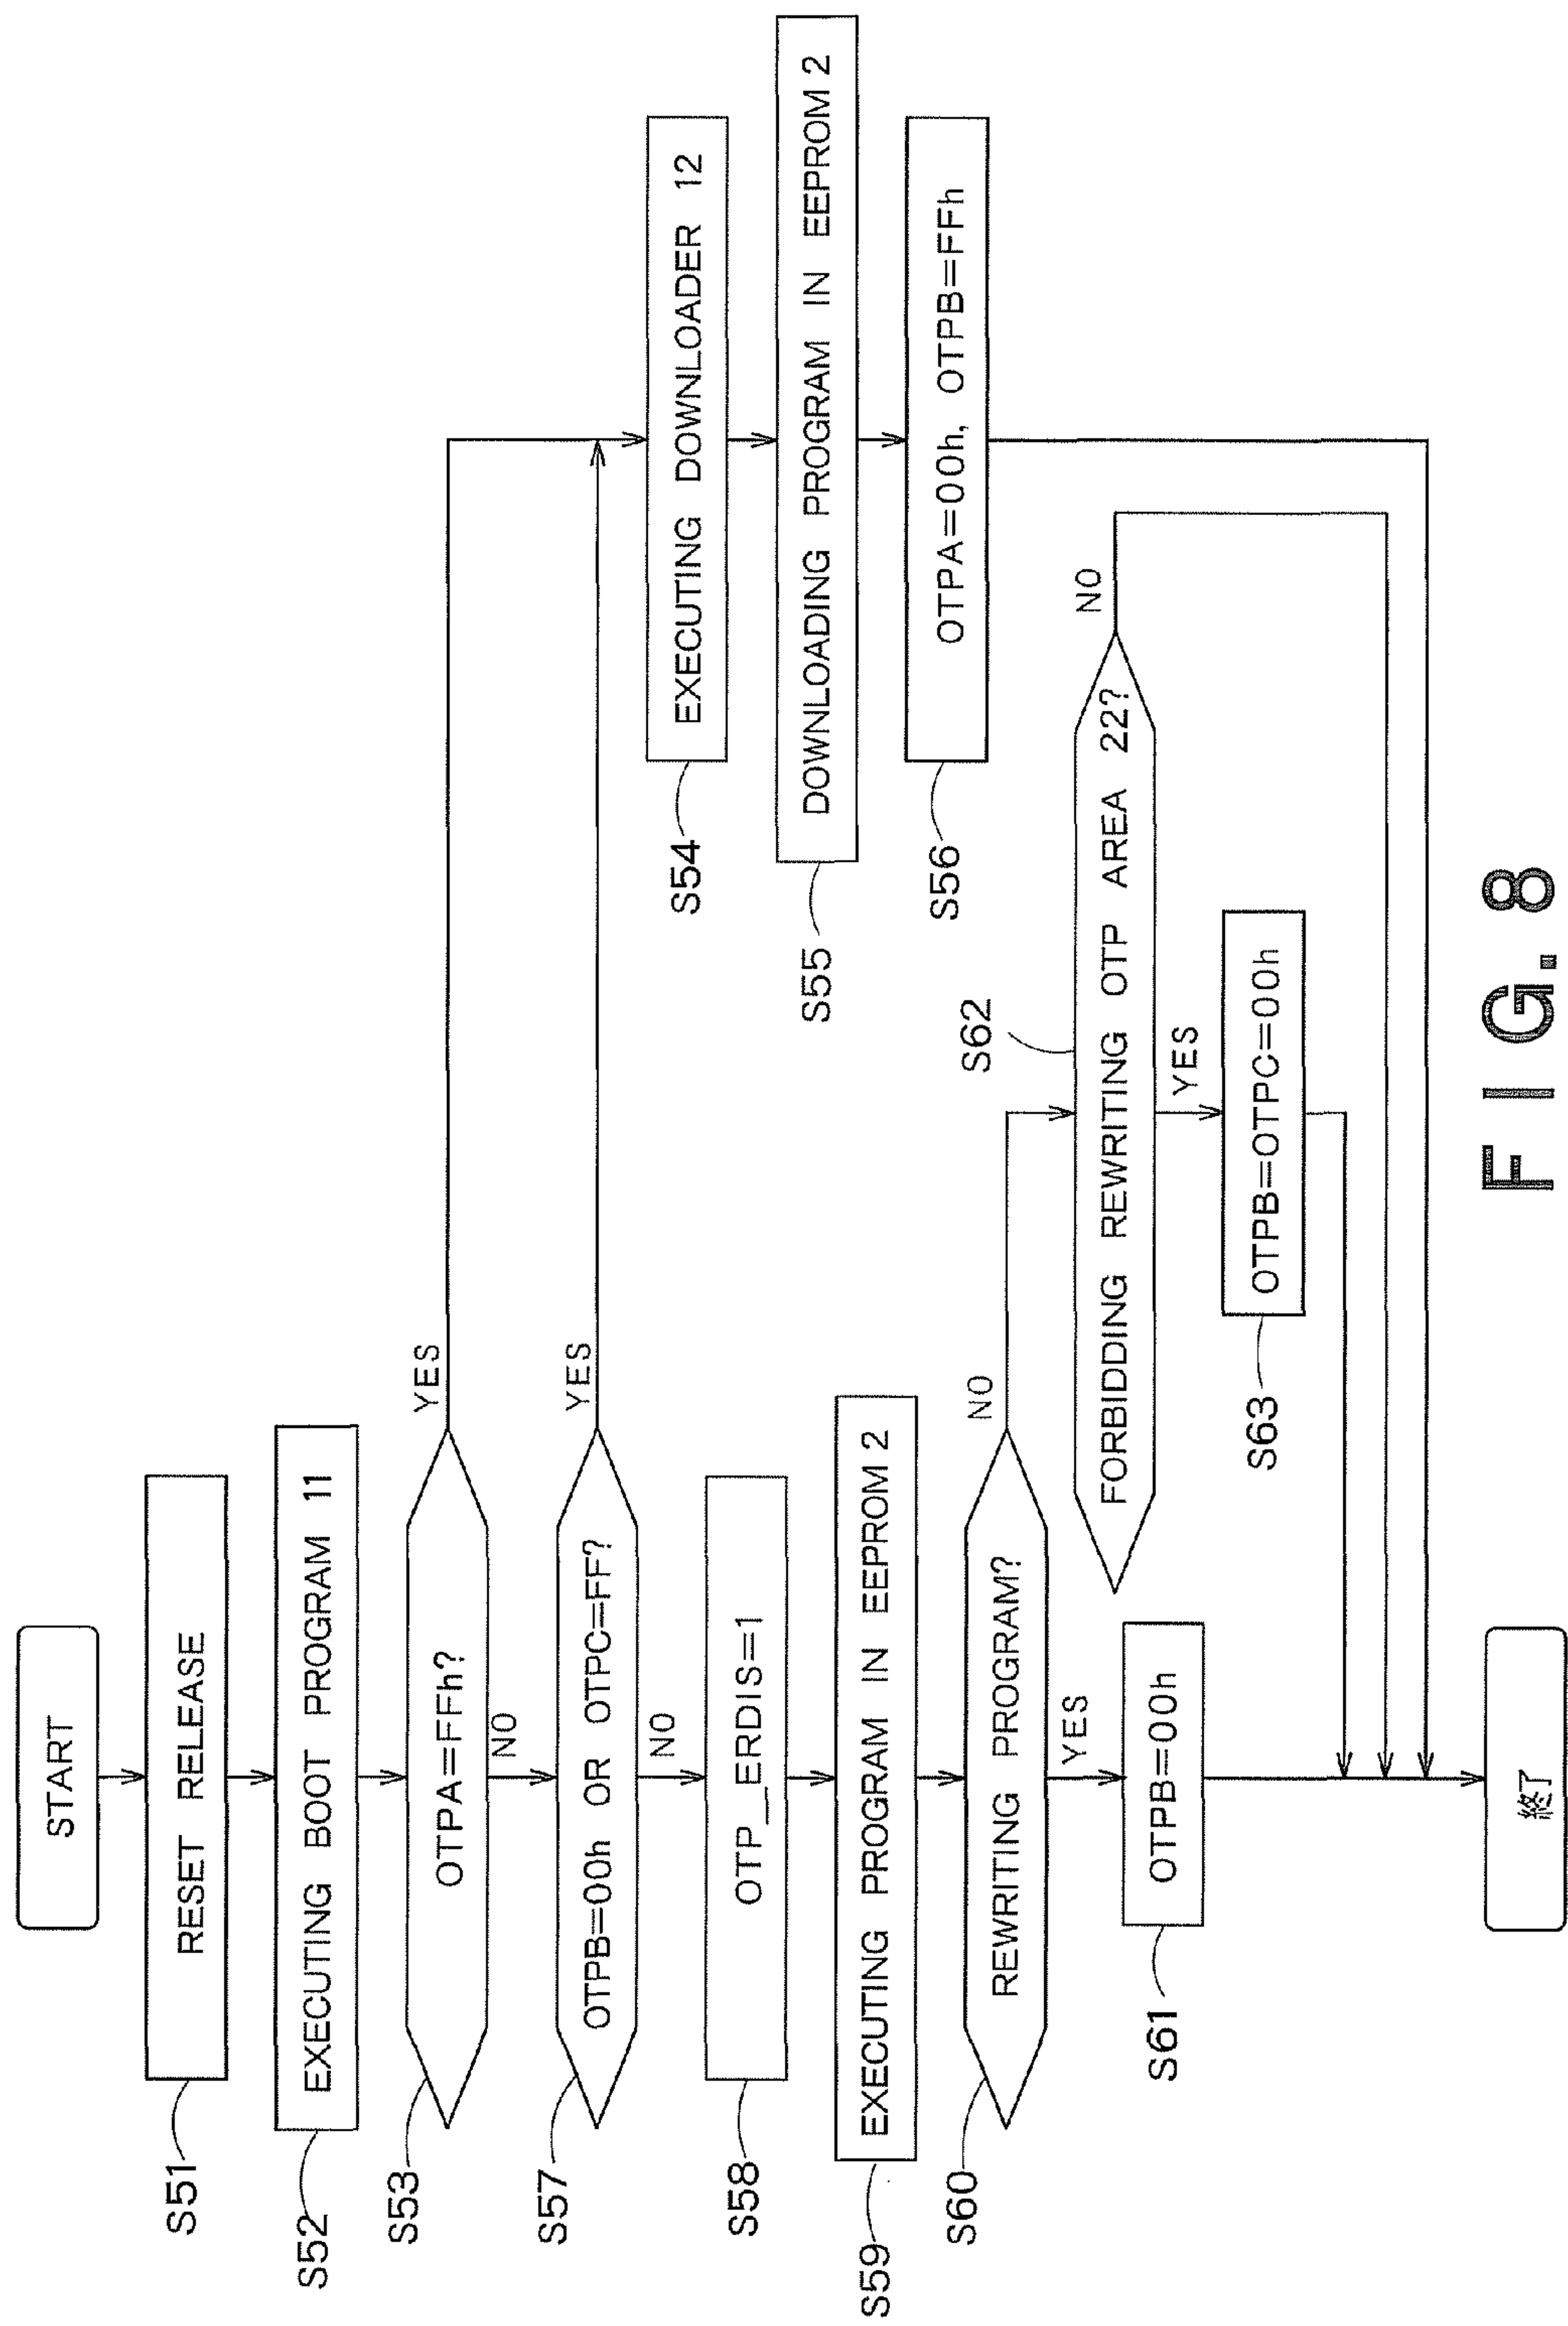 START
RESET RELEASE
S51
EXECUTING BOOT PROGRAM 11
S52
OTPA=FFh?
S53
YES
NO
OTPB=00h OR OTPC=FF?
S57
YES
NO
EXECUTING DOWNLOADER 12
S54
DOWNLOADING PROGRAM IN EEPROM 2
S55
OTPA=00h, OTPB=FFh
S56
OTP_ERDIS=1
S58
EXECUTING PROGRAM IN EEPROM 2
S59
REWRITING PROGRAM?
S60
NO
YES
FORBIDDING REWRITING OTP AREA 22?
S62
NO
YES
OTPB=00h
S61
OTPB=OTPC=00h
S63
終了
FIG. 8